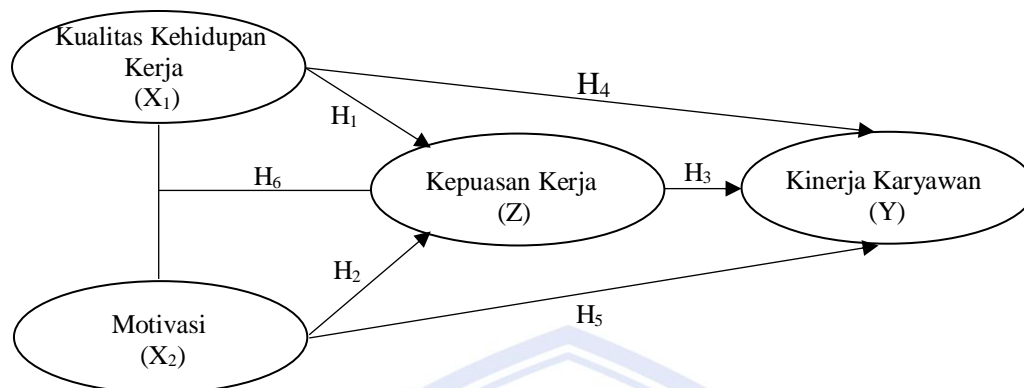 Kualitas Kehidupan
Kerja
(X₁)
H₄
H₁
H₆
Kepuasan Kerja
(Z)
H₃
Kinerja Karyawan
(Y)
H₂
Motivasi
(X₂)
H₅